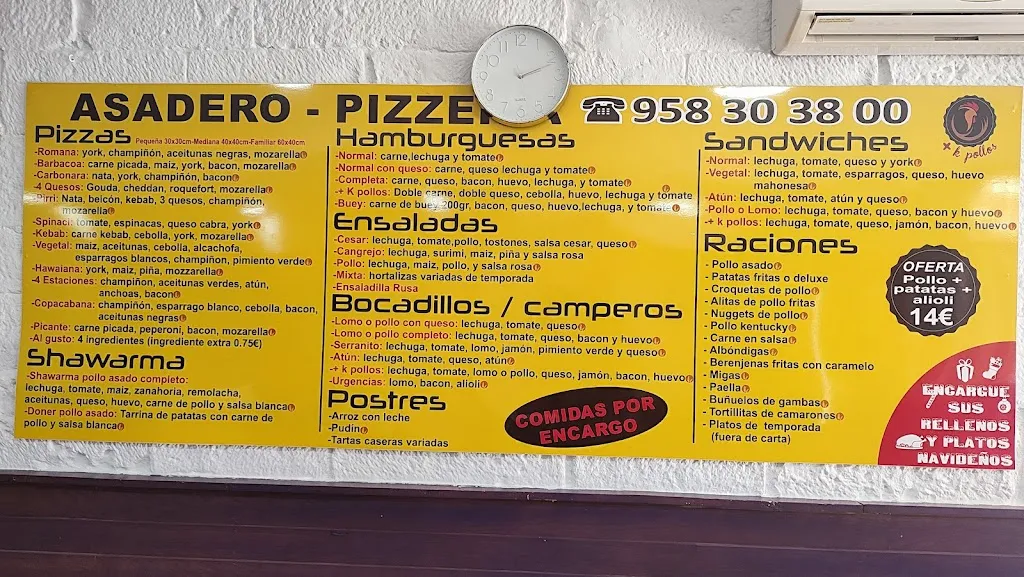 ASADERO - PIZZE A ☎ 958 30 38 00
Pizzas Pequeña 30x30cm-Mediana 40x40cm-Familiar 60x40cm
-Romana: york, champiñón, aceitunas negras, mozarella
-Barbacoa: carne picada, maiz, york, bacon, mozarella
-Carbonara: nata, york, champiñón, bacon
-4 Quesos: Gouda, cheddan, roquefort, mozarella
-Pirri: Nata, beicón, kebab, 3 quesos, champiñón,
mozarella
-Spinaci: tomate, espinacas, queso cabra, york
-Kebab: carne kebab, cebolla, york, mozarella
-Vegetal: maiz, aceitunas, cebolla, alcachofa,
esparragos blancos, champiñon, pimiento verde
-Hawaiana: york, maiz, piña, mozzarella
-4 Estaciones: champiñon, aceitunas verdes, atún,
anchoas, bacon
-Copacabana: champiñón, esparrago blanco, cebolla, bacon,
aceitunas negras
-Picante: carne picada, peperoni, bacon, mozarella
-Al gusto: 4 ingredientes (ingrediente extra 0.75€)
Shawarma
-Shawarma pollo asado completo:
lechuga, tomate, maiz, zanahoria, remolacha,
aceitunas, queso, huevo, carne de pollo y salsa blanca
-Doner pollo asado: Tarrina de patatas con carne de
pollo y salsa blanca
Hamburguesas
-Normal: carne,lechuga y tomate
-Normal con queso: carne, queso lechuga y tomate
-Completa: carne, queso, bacon, huevo, lechuga, y tomate
-+ K pollos: Doble carne, doble queso, cebolla, huevo, lechuga y tomate
-Buey: carne de buey 200gr, bacon, queso, huevo,lechuga, y tomate
Ensaladas
-Cesar: lechuga, tomate,pollo, tostones, salsa cesar, queso
-Cangrejo: lechuga, surimi, maiz, piña y salsa rosa
-Pollo: lechuga, maiz, pollo, y salsa rosa
-Mixta: hortalizas variadas de temporada
-Ensaladilla Rusa
Bocadillos / camperos
-Lomo o pollo con queso: lechuga, tomate, queso
-Lomo o pollo completo: lechuga, tomate, queso, bacon y huevo
-Serranito: lechuga, tomate, lomo, jamón, pimiento verde y queso
-Atún: lechuga, tomate, queso, atún
-+ k pollos: lechuga, tomate, lomo o pollo, queso, jamón, bacon, huevo
-Urgencias: lomo, bacon, alioli
Postres
-Arroz con leche
-Pudin
-Tartas caseras variadas
COMIDAS POR
ENCARGO
Sandwiches
-Normal: lechuga, tomate, queso y york
-Vegetal: lechuga, tomate, esparragos, queso, huevo
mahonesa
-Atún: lechuga, tomate, atún y queso
-Pollo o Lomo: lechuga, tomate, queso, bacon y huevo
-+ k pollos: lechuga, tomate, queso, jamón, bacon, huevo
Raciones
- Pollo asado
- Patatas fritas o deluxe
- Croquetas de pollo
- Alitas de pollo fritas
- Nuggets de pollo
- Pollo kentucky
- Carne en salsa
- Albóndigas
- Berenjenas fritas con caramelo
- Migas
- Paella
- Buñuelos de gambas
- Tortillitas de camarones
- Platos de temporada
(fuera de carta)
+ k pollos
OFERTA
Pollo +
patatas +
alioli
14€
ENCARGUE
SUS
RELLENOS
Y PLATOS
NAVIDEÑOS